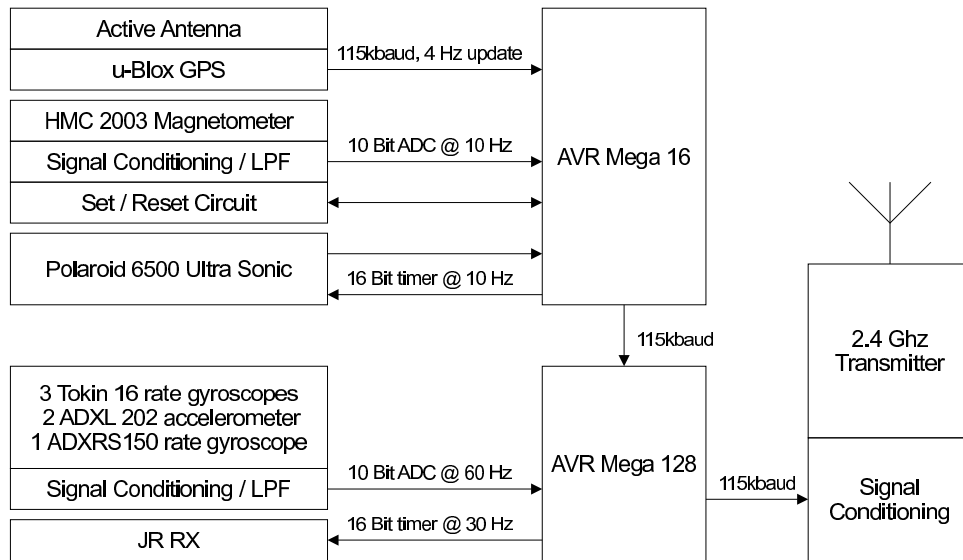 Active Antenna
u-Blox GPS
115kbaud, 4 Hz update
HMC 2003 Magnetometer
Signal Conditioning / LPF
10 Bit ADC @ 10 Hz
Set / Reset Circuit
Polaroid 6500 Ultra Sonic
16 Bit timer @ 10 Hz
AVR Mega 16
115kbaud
2.4 Ghz
Transmitter
3 Tokin 16 rate gyroscopes
2 ADXL 202 accelerometer
1 ADXRS150 rate gyroscope
Signal Conditioning / LPF
10 Bit ADC @ 60 Hz
JR RX
16 Bit timer @ 30 Hz
AVR Mega 128
115kbaud
Signal
Conditioning